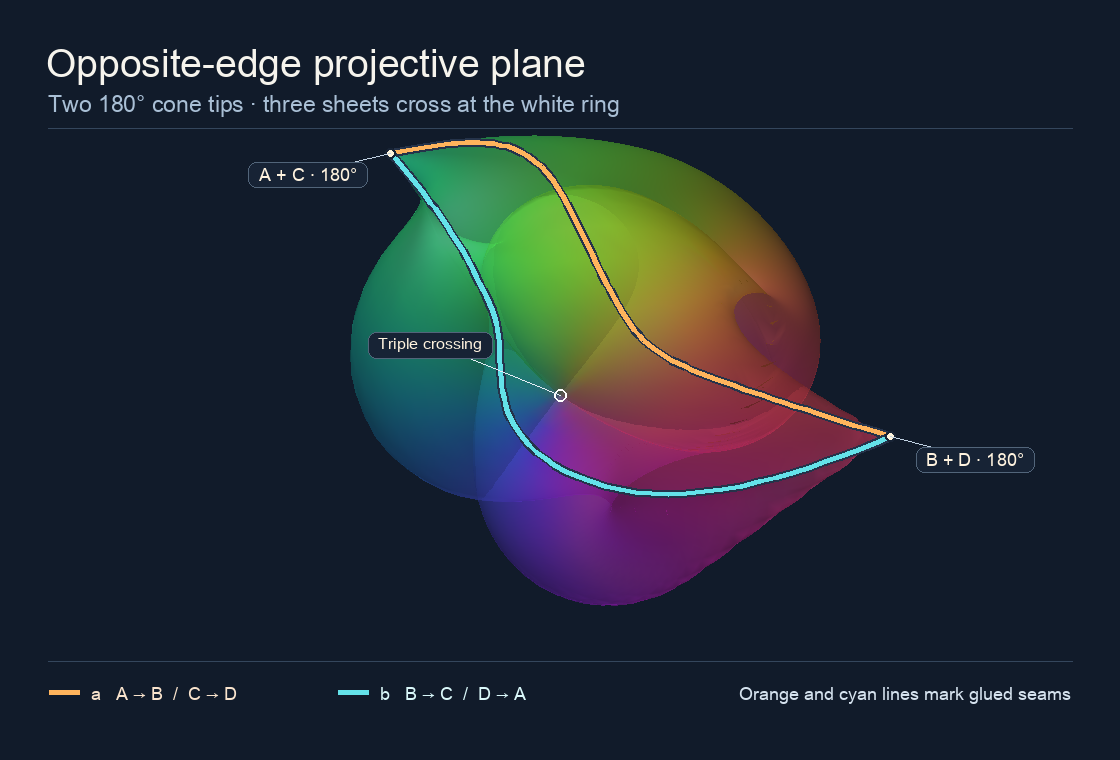 Opposite-edge projective plane
Two 180° cone tips · three sheets cross at the white ring
A + C · 180°
Triple crossing
B + D · 180°
a A→B / C→D
b B→C / D→A
Orange and cyan lines mark glued seams